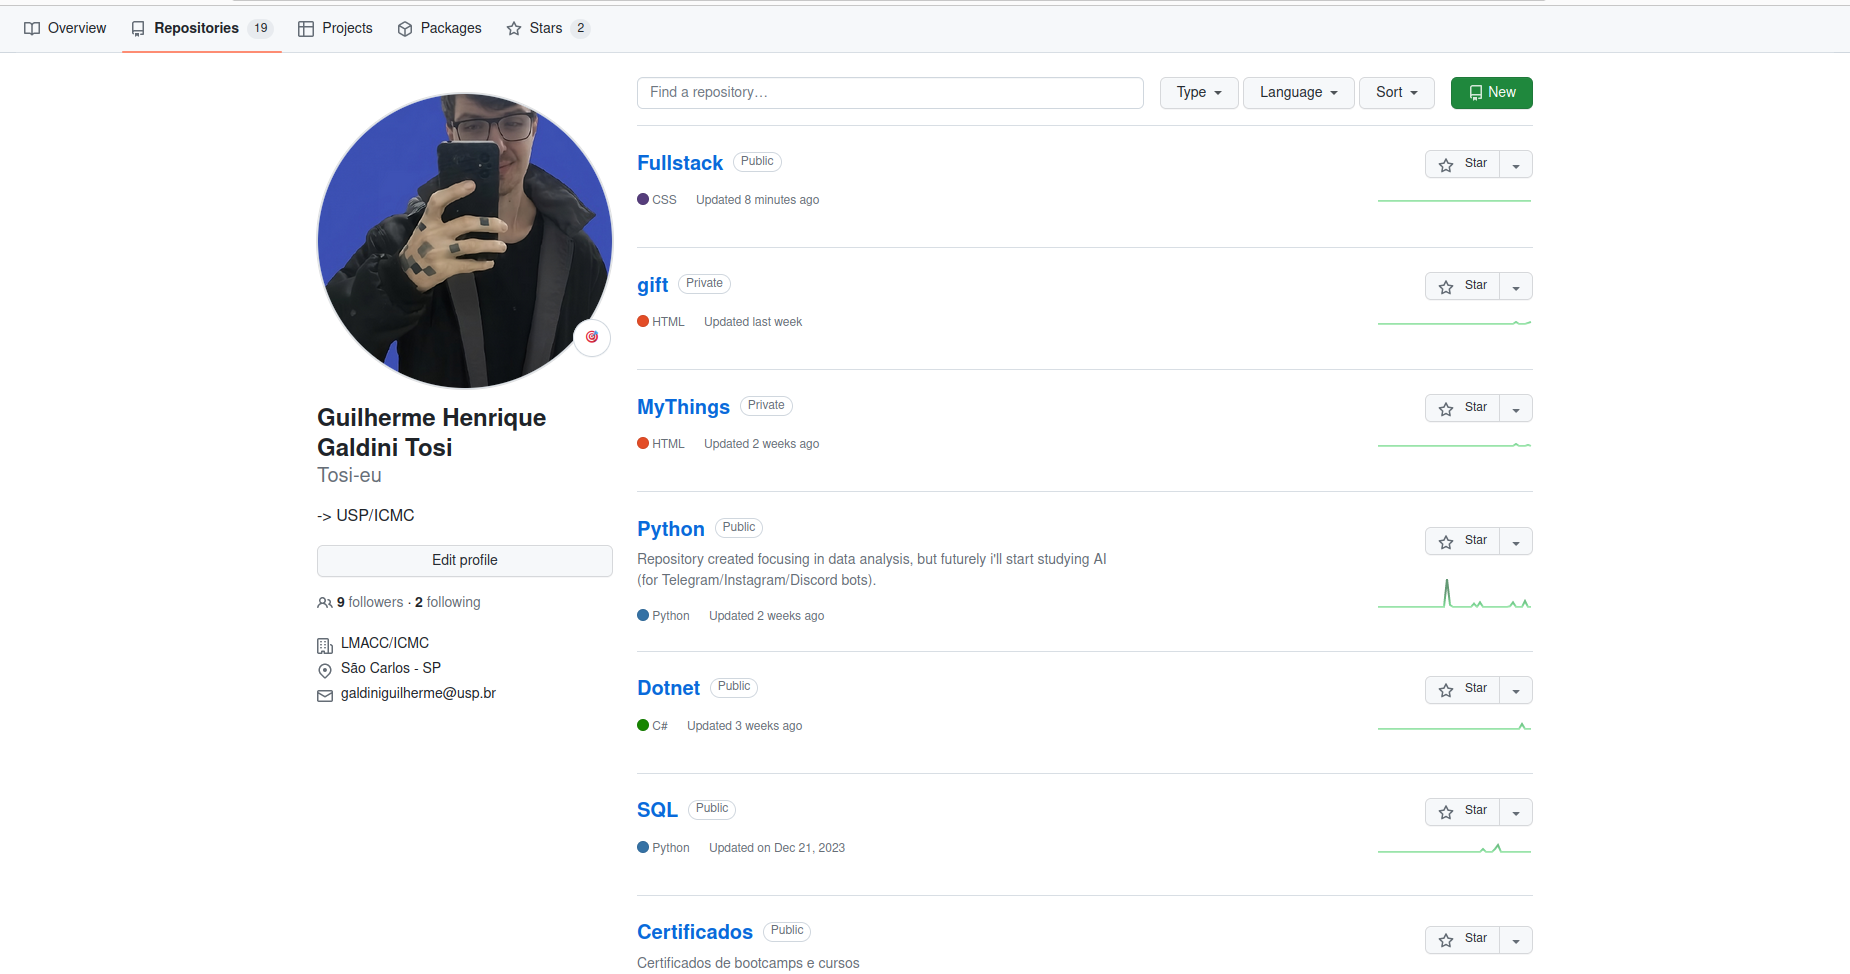 Overview
Repositories 19
Projects
Packages
Stars 2
Guilherme Henrique
Galdini Tosi
Tosi-eu
-> USP/ICMC
Edit profile
9 followers · 2 following
LMACC/ICMC
São Carlos - SP
galdiniguilherme@usp.br
Find a repository…
Type
Language
Sort
New
Fullstack Public
Star
CSS Updated 8 minutes ago
gift Private
Star
HTML Updated last week
MyThings Private
Star
HTML Updated 2 weeks ago
Python Public
Star
Repository created focusing in data analysis, but futurely i'll start studying AI
(for Telegram/Instagram/Discord bots).
Python Updated 2 weeks ago
Dotnet Public
Star
C# Updated 3 weeks ago
SQL Public
Star
Python Updated on Dec 21, 2023
Certificados Public
Star
Certificados de bootcamps e cursos